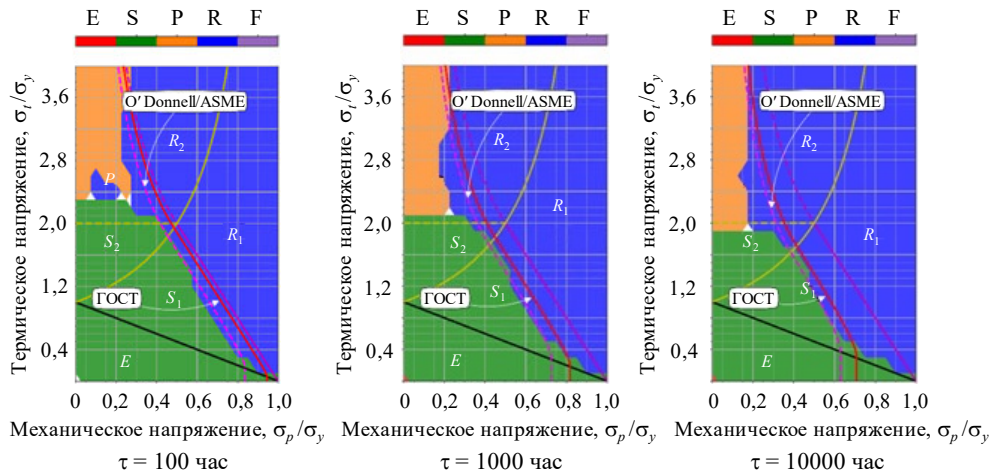 E S P R F
E S P R F
E S P R F
Термическое напряжение, σt/σy
3,6
2,8
2,0
1,2
0,4
O′ Donnell/ASME
R2
P
S2
R1
ГОСТ
S1
E
0 0,2 0,4 0,6 0,8 1,0
Механическое напряжение, σp/σy
τ = 100 час
Термическое напряжение, σt/σy
3,6
2,8
2,0
1,2
0,4
O′ Donnell/ASME
R2
S2
R1
ГОСТ
S1
E
0 0,2 0,4 0,6 0,8 1,0
Механическое напряжение, σp/σy
τ = 1000 час
Термическое напряжение, σt/σy
3,6
2,8
2,0
1,2
0,4
O′ Donnell/ASME
R2
S2
R1
ГОСТ
S1
E
0 0,2 0,4 0,6 0,8 1,0
Механическое напряжение, σp/σy
τ = 10000 час